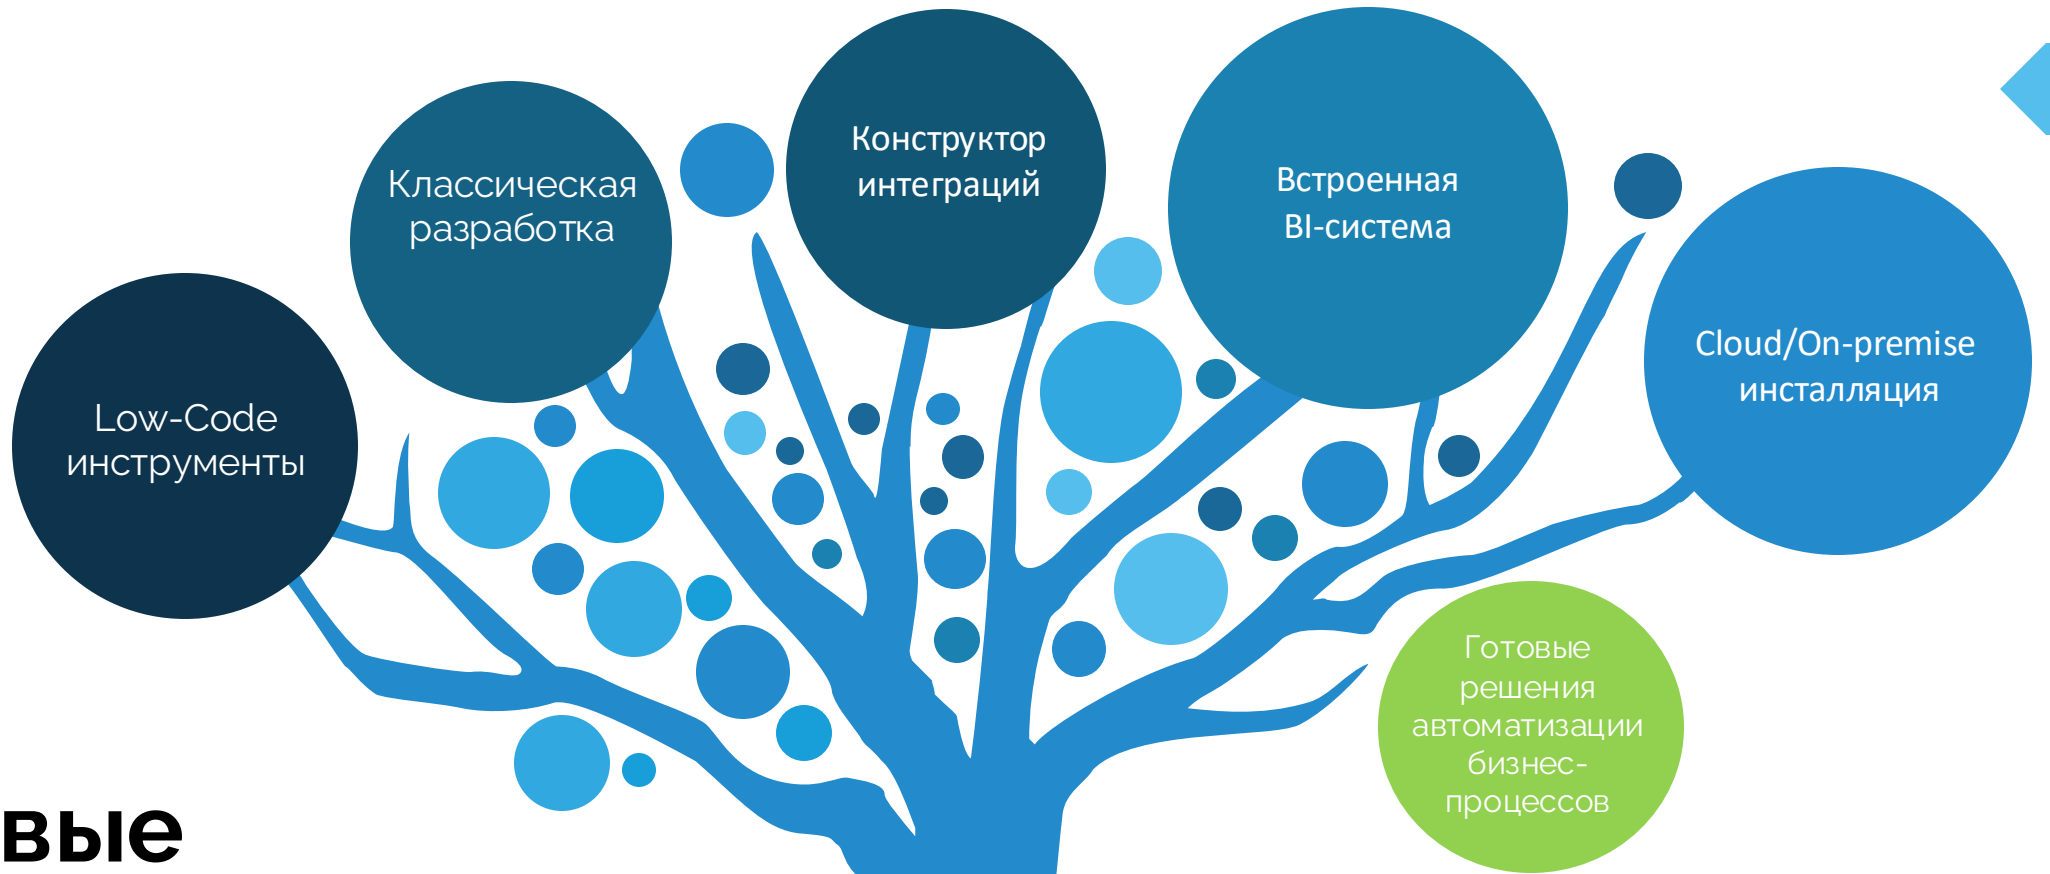 Конструктор
интеграций
Классическая
разработка
Встроенная
BI-система
Cloud/On-premise
инсталляция
Low-Code
инструменты
Готовые
решения
автоматизации
бизнес-
процессов
вые